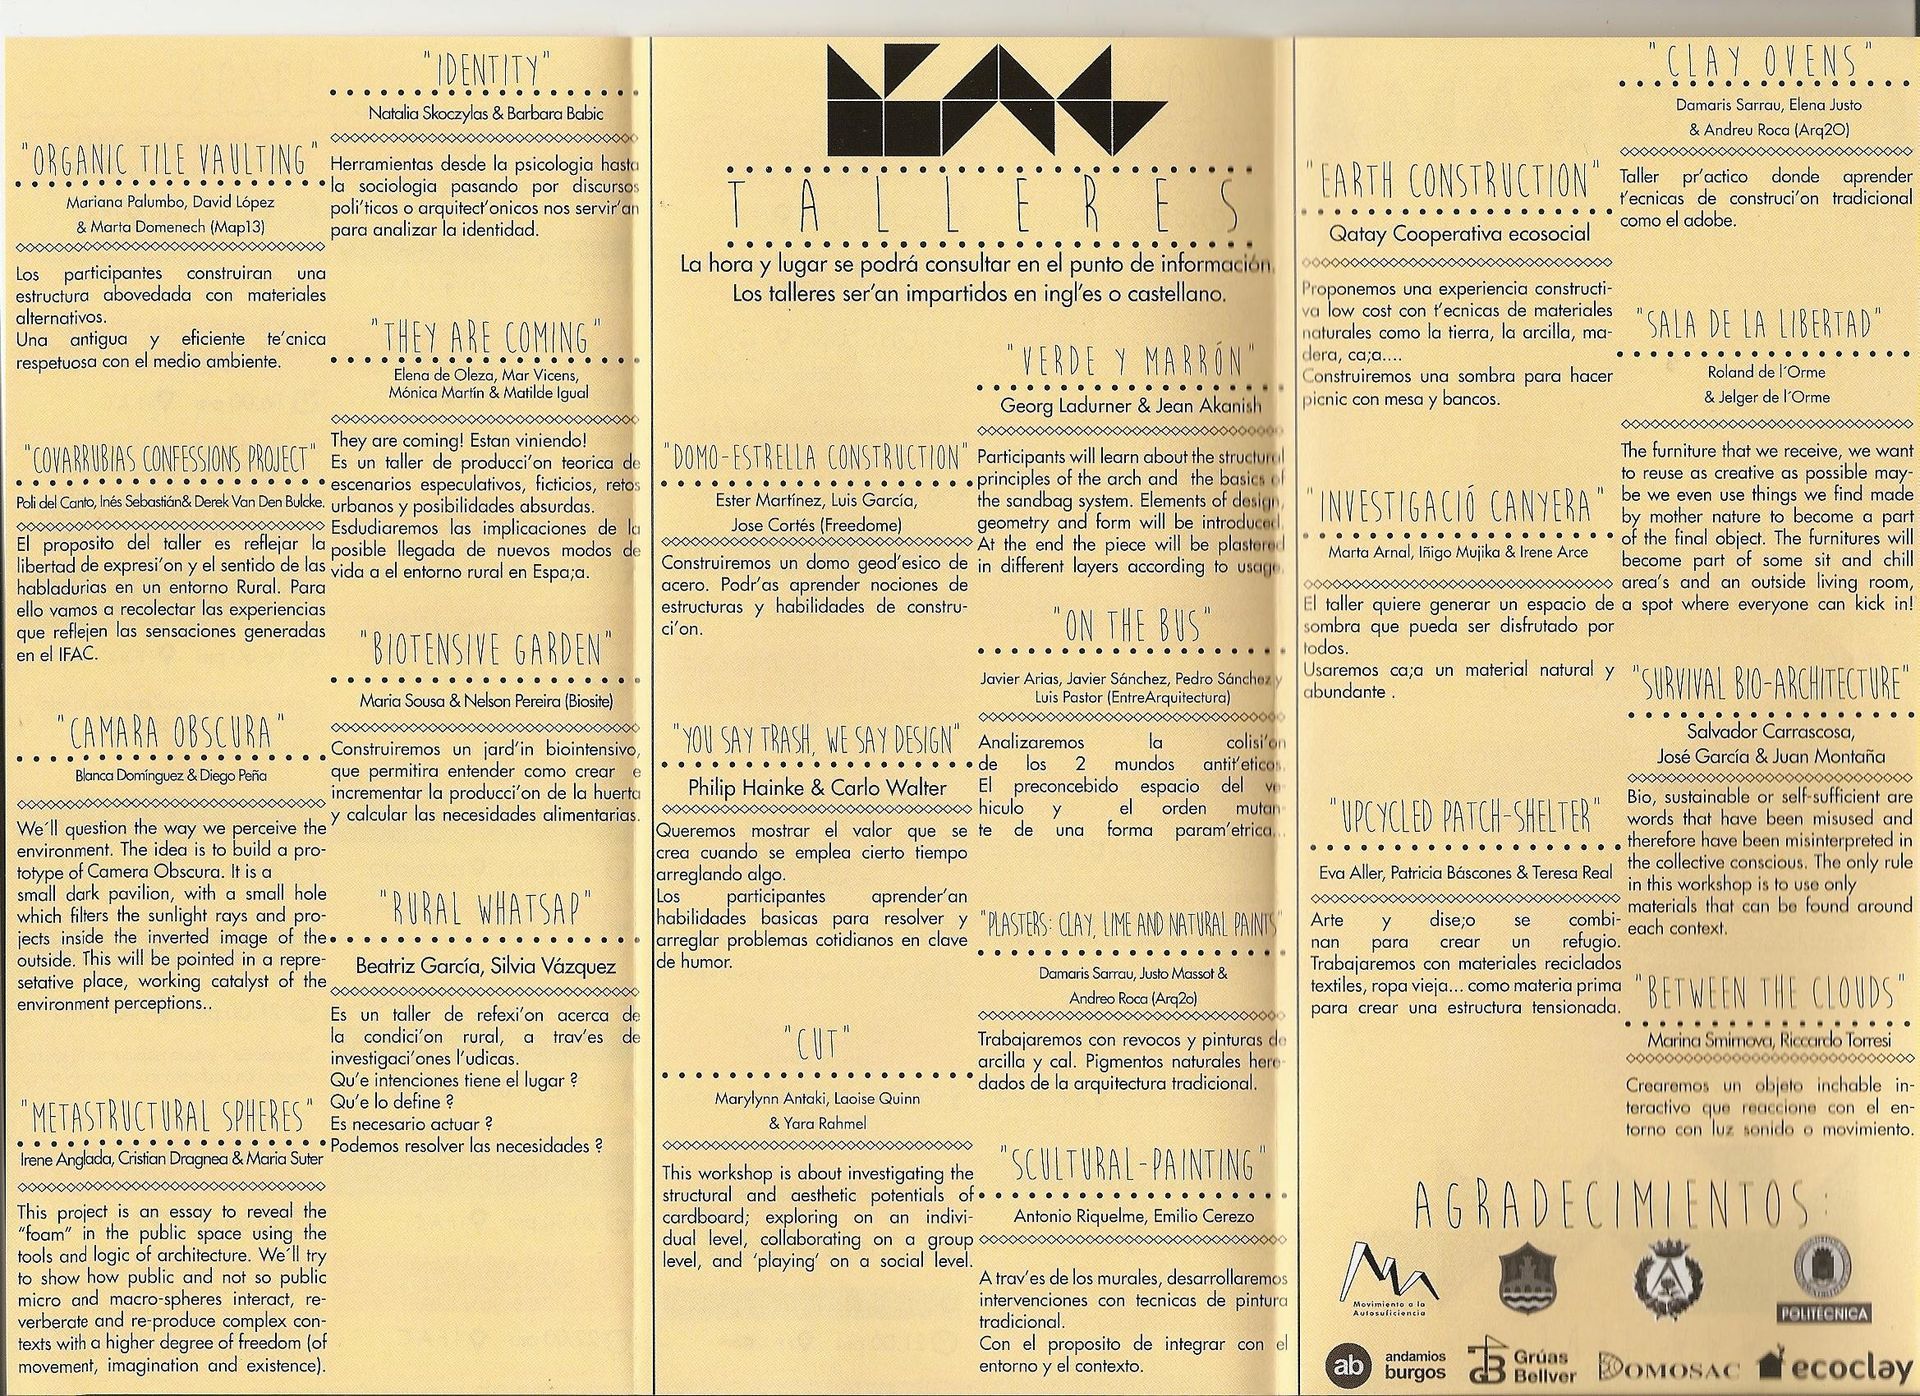 "ORGANIC TILE VAULTING"
Mariana Palumbo, David López
& Marta Domenech (Map13)
Los participantes construiran una
estructura abovedada con materiales
alternativos.
Una antigua y eficiente te'cnica
respetuosa con el medio ambiente.
"COVARRUBIAS CONFESSIONS PROJECT"
Poli del Canto, Inés Sebastián& Derek Van Den Bulcke.
El proposito del taller es reflejar la
libertad de expresi'on y el sentido de las
habladurias en un entorno Rural. Para
ello vamos a recolectar las experiencias
que reflejen las sensaciones generadas
en el IFAC.
"CAMARA OBSCURA"
Blanca Domínguez & Diego Peña
We´ll question the way we perceive the
environment. The idea is to build a pro-
totype of Camera Obscura. It is a
small dark pavilion, with a small hole
which filters the sunlight rays and pro-
jects inside the inverted image of the
outside. This will be pointed in a repre-
setative place, working catalyst of the
environment perceptions..
"METASTRUCTURAL SPHERES"
Irene Anglada, Cristian Dragnea & Maria Suter
This project is an essay to reveal the
"foam" in the public space using the
tools and logic of architecture. We´ll try
to show how public and not so public
micro and macro-spheres interact, re-
verberate and re-produce complex con-
texts with a higher degree of freedom (of
movement, imagination and existence).
"IDENTITY"
Natalia Skoczylas & Barbara Babic
Herramientas desde la psicologia hasta
la sociologia pasando por discursos
poli'ticos o arquitect'onicos nos servir'an
para analizar la identidad.
"THEY ARE COMING"
Elena de Oleza, Mar Vicens,
Mónica Martín & Matilde Igual
They are coming! Estan viniendo!
Es un taller de producci'on teorica de
escenarios especulativos, ficticios, retos
urbanos y posibilidades absurdas.
Esdudiaremos las implicaciones de la
posible llegada de nuevos modos de
vida a el entorno rural en Espa;a.
"BIOTENSIVE GARDEN"
Maria Sousa & Nelson Pereira (Biosite)
Construiremos un jard'in biointensivo,
que permitira entender como crear e
incrementar la producci'on de la huerta
y calcular las necesidades alimentarias.
"RURAL WHATSAP"
Beatriz García, Silvia Vázquez
Es un taller de refexi'on acerca de
la condici'on rural, a trav'es de
investigaci'ones l'udicas.
Qu'e intenciones tiene el lugar ?
Qu'e lo define ?
Es necesario actuar ?
Podemos resolver las necesidades ?
IFAC
TALLERES
La hora y lugar se podrá consultar en el punto de información.
Los talleres ser'an impartidos en ingl'es o castellano.
"DOMO-ESTRELLA CONSTRUCTION"
Ester Martínez, Luis García,
Jose Cortés (Freedome)
Construiremos un domo geod'esico de
acero. Podr'as aprender nociones de
estructuras y habilidades de constru-
ci'on.
"YOU SAY TRASH, WE SAY DESIGN"
Philip Hainke & Carlo Walter
Queremos mostrar el valor que se
crea cuando se emplea cierto tiempo
arreglando algo.
Los participantes aprender'an
habilidades basicas para resolver y
arreglar problemas cotidianos en clave
de humor.
"CUT"
Marylynn Antaki, Laoise Quinn
& Yara Rahmel
This workshop is about investigating the
structural and aesthetic potentials of
cardboard; exploring on an indivi-
dual level, collaborating on a group
level, and 'playing' on a social level.
"VERDE Y MARRÓN"
Georg Ladurner & Jean Akanish
Participants will learn about the structural
principles of the arch and the basics of
the sandbag system. Elements of design,
geometry and form will be introduced.
At the end the piece will be plastered
in different layers according to usage.
"ON THE BUS"
Javier Arias, Javier Sánchez, Pedro Sánchez y
Luis Pastor (EntreArquitectura)
Analizaremos la colisi'on
de los 2 mundos antit'eticos.
El preconcebido espacio del ve-
hiculo y el orden mutan-
te de una forma param'etrica...
"PLASTERS: CLAY, LIME AND NATURAL PAINTS"
Damaris Sarrau, Justo Massot &
Andreo Roca (Arq2o)
Trabajaremos con revocos y pinturas de
arcilla y cal. Pigmentos naturales here-
dados de la arquitectura tradicional.
"SCULTURAL-PAINTING"
Antonio Riquelme, Emilio Cerezo
A trav'es de los murales, desarrollaremos
intervenciones con tecnicas de pintura
tradicional.
Con el proposito de integrar con el
entorno y el contexto.
"EARTH CONSTRUCTION"
Qatay Cooperativa ecosocial
Proponemos una experiencia constructi-
va low cost con t'ecnicas de materiales
naturales como la tierra, la arcilla, ma-
dera, ca;a....
Construiremos una sombra para hacer
picnic con mesa y bancos.
"INVESTIGACIÓ CANYERA"
Marta Arnal, Iñigo Mujika & Irene Arce
El taller quiere generar un espacio de
sombra que pueda ser disfrutado por
todos.
Usaremos ca;a un material natural y
abundante .
"UPCYCLED PATCH-SHELTER"
Eva Aller, Patricia Báscones & Teresa Real
Arte y dise;o se combi-
nan para crear un refugio.
Trabajaremos con materiales reciclados
textiles, ropa vieja... como materia prima
para crear una estructura tensionada.
"CLAY OVENS"
Damaris Sarrau, Elena Justo
& Andreu Roca (Arq2O)
Taller pr'actico donde aprender
t'ecnicas de construci'on tradicional
como el adobe.
"SALA DE LA LIBERTAD"
Roland de l´Orme
& Jelger de l´Orme
The furniture that we receive, we want
to reuse as creative as possible may-
be we even use things we find made
by mother nature to become a part
of the final object. The furnitures will
become part of some sit and chill
area's and an outside living room,
a spot where everyone can kick in!
"SURVIVAL BIO-ARCHITECTURE"
Salvador Carrascosa,
José García & Juan Montaña
Bio, sustainable or self-sufficient are
words that have been misused and
therefore have been misinterpreted in
the collective conscious. The only rule
in this workshop is to use only
materials that can be found around
each context.
"BETWEEN THE CLOUDS"
Marina Smirnova, Riccardo Torresi
Crearemos un objeto inchable in-
teractivo que reaccione con el en-
torno con luz sonido o movimiento.
AGRADECIMIENTOS:
Movimiento a la
Autosuficiencia
POLITÉCNICA
ab andamios
burgos
GB Grúas
Bellver
DOMOSAC
ecoclay